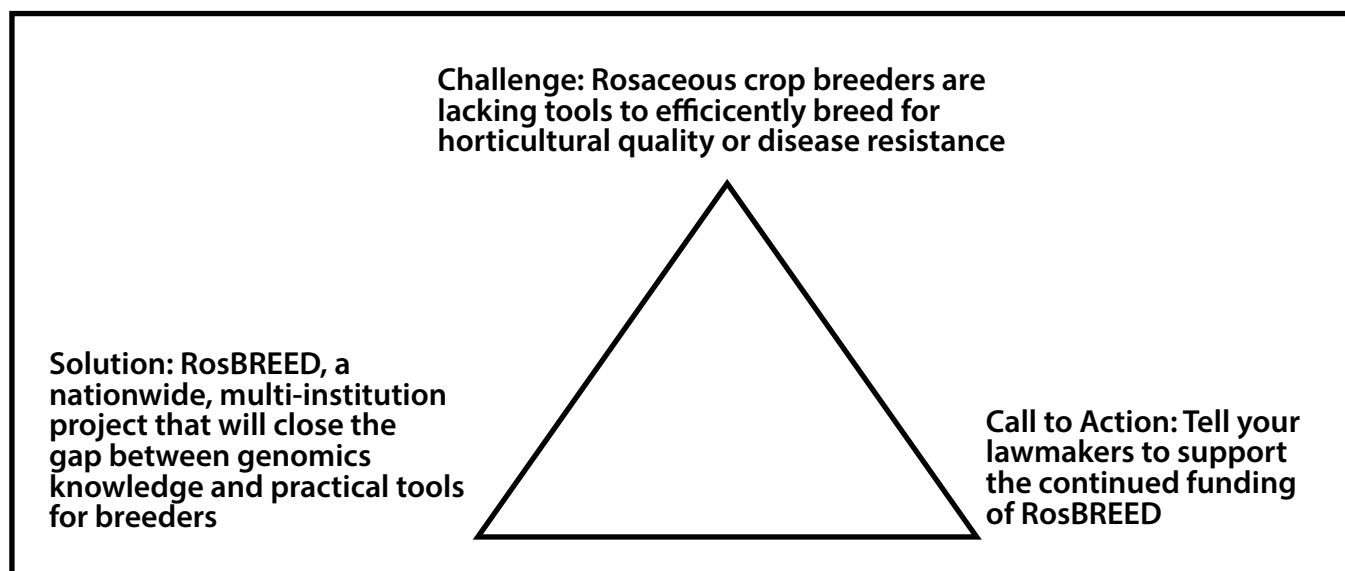 Challenge: Rosaceous crop breeders are
lacking tools to efficicently breed for
horticultural quality or disease resistance
Solution: RosBREED, a
nationwide, multi-institution
project that will close the
gap between genomics
knowledge and practical tools
for breeders
Call to Action: Tell your
lawmakers to support
the continued funding
of RosBREED